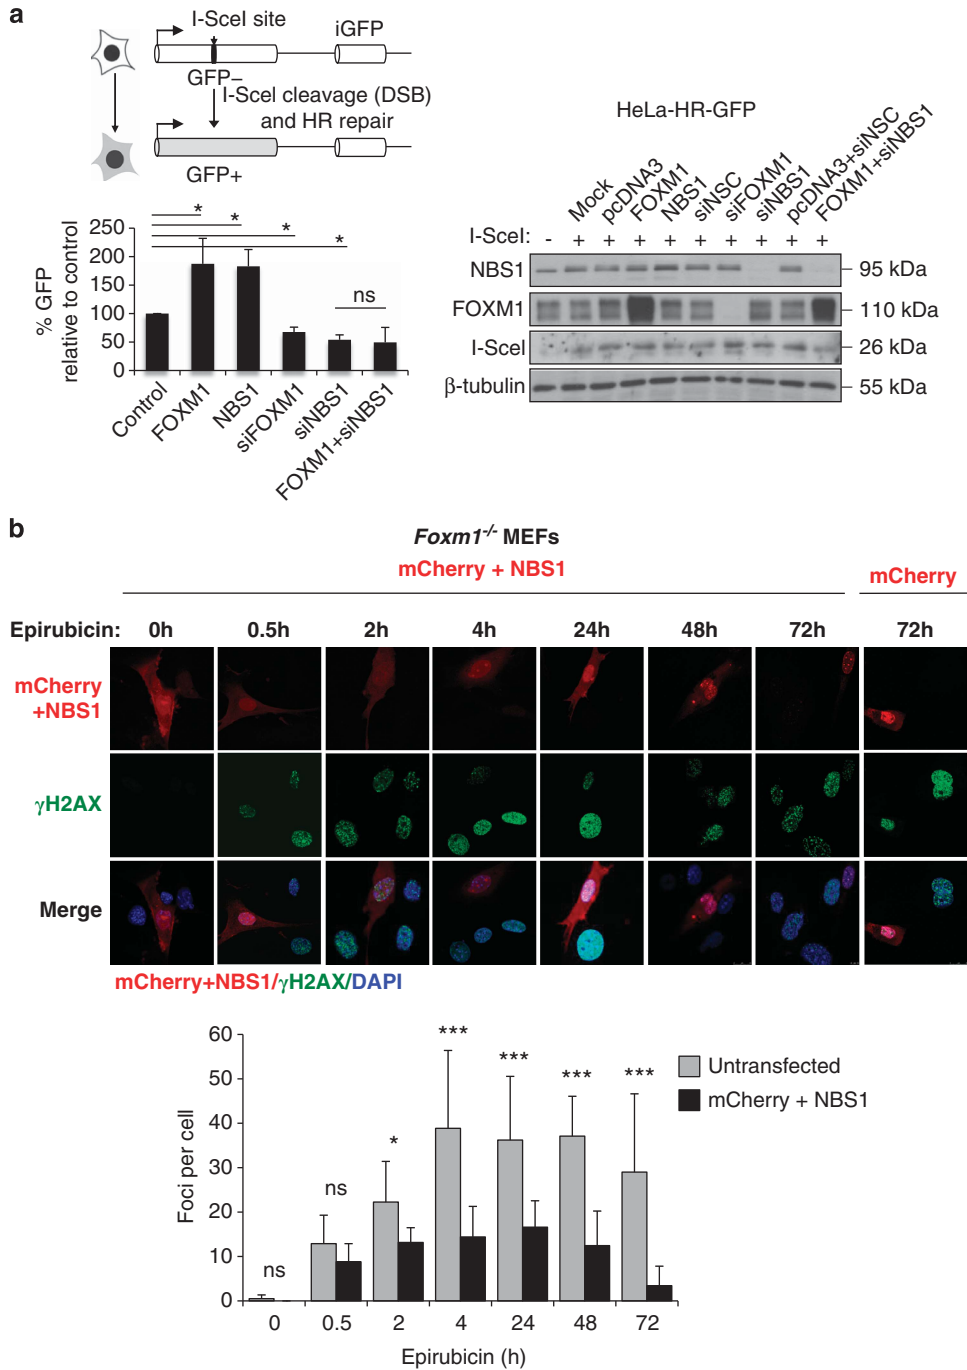 a
I-SceI site
iGFP
GFP–
I-SceI cleavage (DSB)
and HR repair
GFP+
% GFP
relative to control
250
200
150
100
50
0
*
*
*
*
ns
Control
FOXM1
NBS1
siFOXM1
siNBS1
FOXM1+siNBS1
HeLa-HR-GFP
Mock
pcDNA3
FOXM1
NBS1
siNSC
siFOXM1
siNBS1
pcDNA3+siNSC
FOXM1+siNBS1
I-SceI: - + + + + + + + + +
NBS1 95 kDa
FOXM1 110 kDa
I-SceI 26 kDa
β-tubulin 55 kDa
b
Foxm1-/- MEFs
mCherry + NBS1
mCherry
Epirubicin: 0h 0.5h 2h 4h 24h 48h 72h 72h
mCherry
+NBS1
γH2AX
Merge
mCherry+NBS1/γH2AX/DAPI
Foci per cell
60
50
40
30
20
10
0
ns
ns
*
***
***
***
***
Untransfected
mCherry + NBS1
0 0.5 2 4 24 48 72
Epirubicin (h)